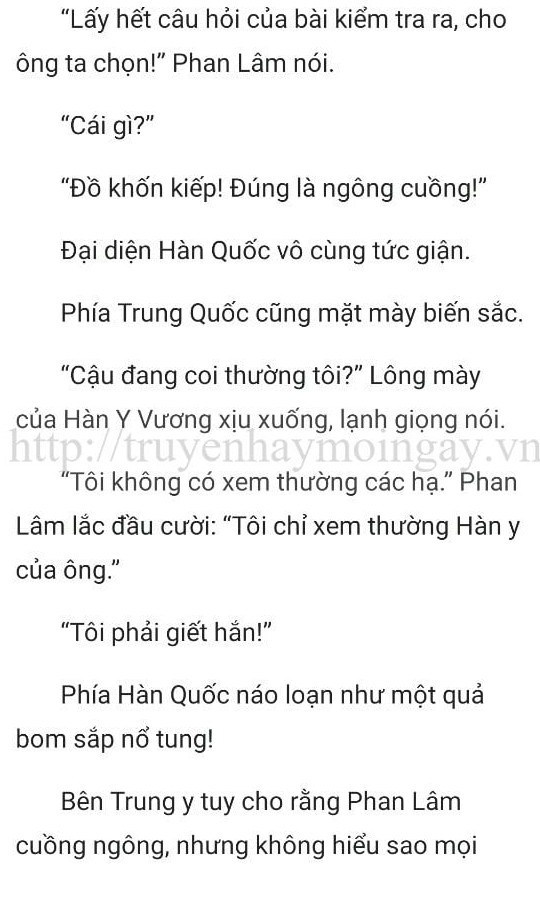 “Lấy hết câu hỏi của bài kiểm tra ra, cho
ông ta chọn!” Phan Lâm nói.
“Cái gì?”
“Đồ khốn kiếp! Đúng là ngông cuồng!”
Đại diện Hàn Quốc vô cùng tức giận.
Phía Trung Quốc cũng mặt mày biến sắc.
“Cậu đang coi thường tôi?” Lông mày
của Hàn Y Vương xịu xuống, lạnh giọng nói.
http://truyenhaymoingay.vn
“Tôi không có xem thường các hạ.” Phan
Lâm lắc đầu cười: “Tôi chỉ xem thường Hàn y
của ông.”
“Tôi phải giết hắn!”
Phía Hàn Quốc náo loạn như một quả
bom sắp nổ tung!
Bên Trung y tuy cho rằng Phan Lâm
cuồng ngông, nhưng không hiểu sao mọi